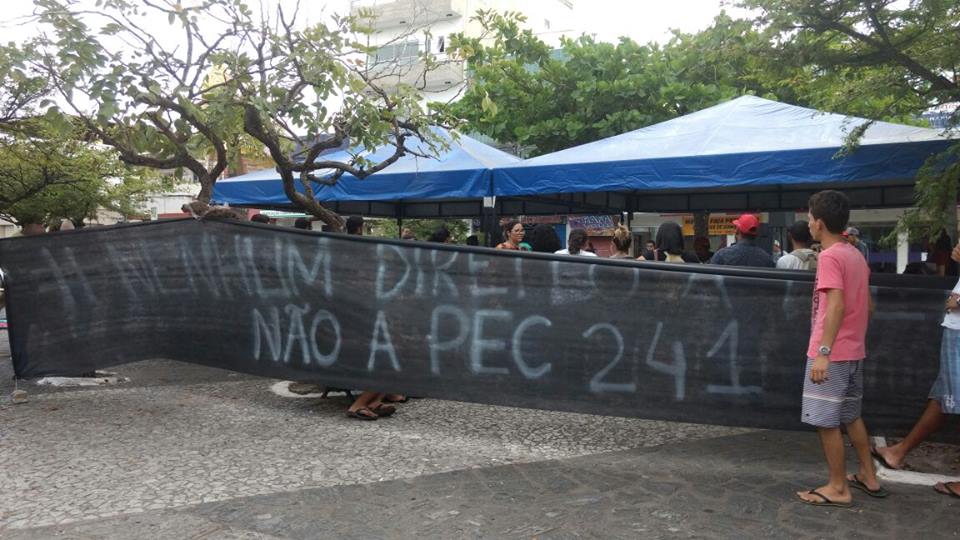 # NENHUM DIREITO A
NÃO A PEC 241